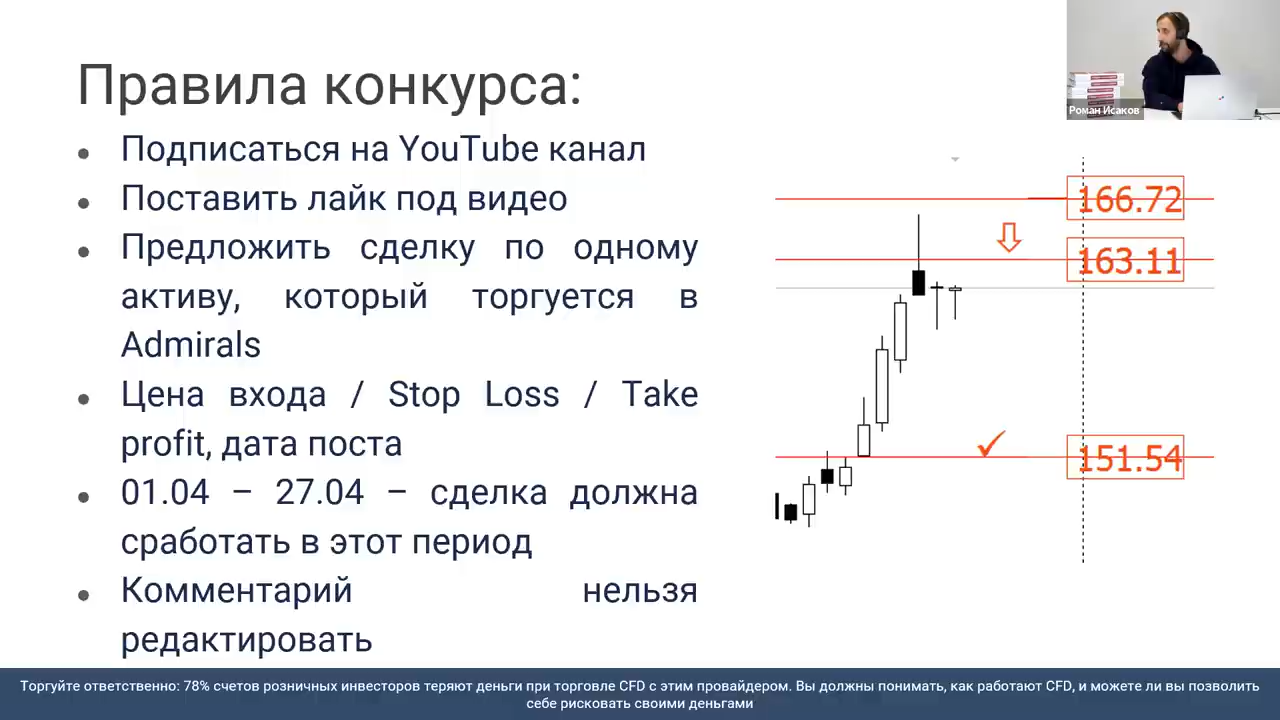 Правила конкурса:
Подписаться на YouTube канал
Поставить лайк под видео
Предложить сделку по одному
активу, который торгуется в
Admirals
Цена входа / Stop Loss / Take
profit, дата поста
01.04 – 27.04 – сделка должна
сработать в этот период
Комментарий нельзя
редактировать
Роман Исаков
166.72
163.11
151.54
Торгуйте ответственно: 78% счетов розничных инвесторов теряют деньги при торговле CFD с этим провайдером. Вы должны понимать, как работают CFD, и можете ли вы позволить
себе рисковать своими деньгами